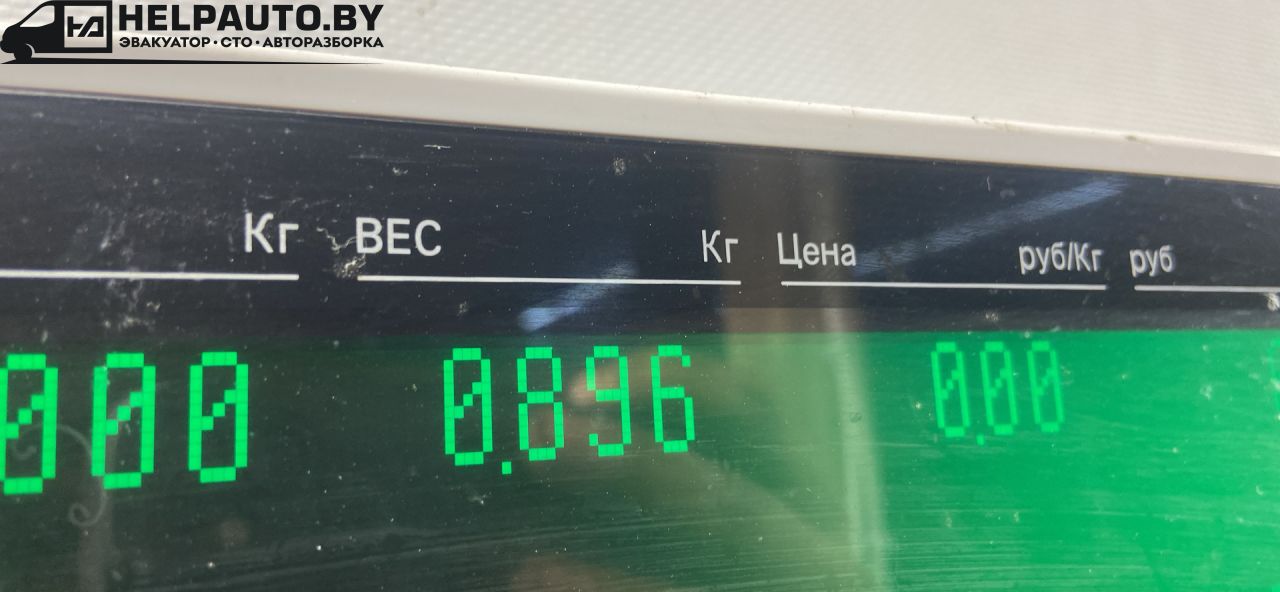 HELPAUTO.BY
ЭВАКУАТОР · СТО · АВТОРАЗБОРКА
Кг ВЕС Кг Цена руб/Кг руб
000 0.896 0.00